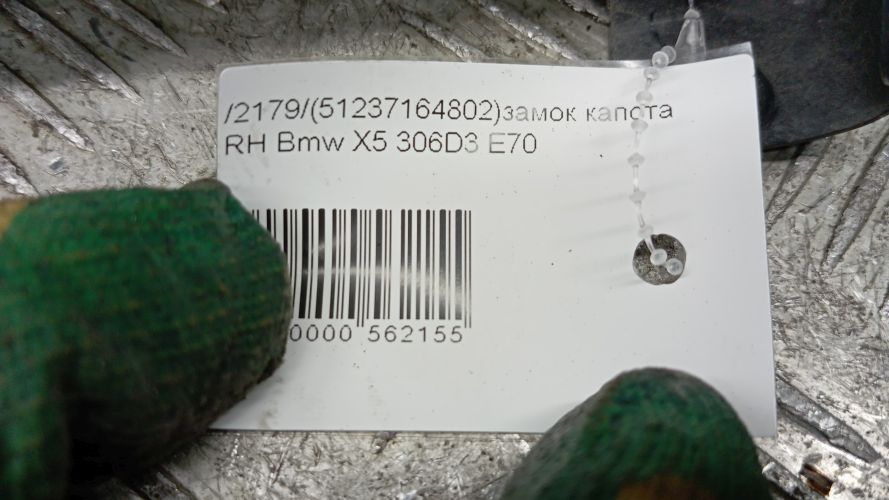 /2179/(51237164802)замок капота
RH Bmw X5 306D3 E70
0000 562155